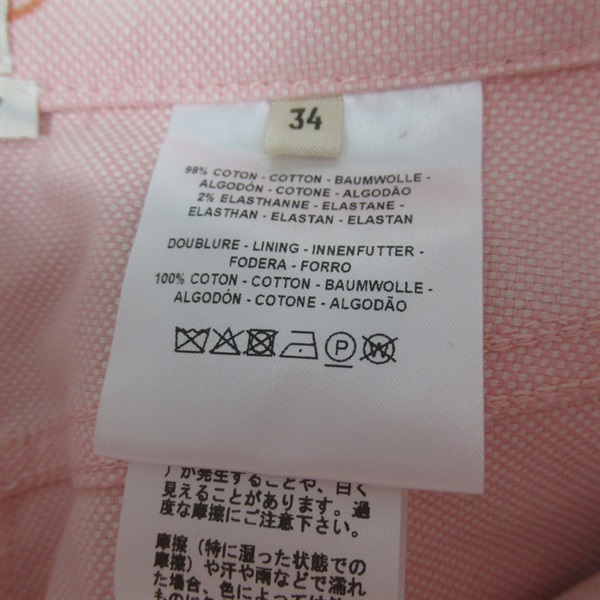 34
98% COTON - COTTON - BAUMWOLLE -
ALGODÓN - COTONE - ALGODÃO
2% ELASTHANNE - ELASTANE -
ELASTHAN - ELASTAN - ELASTAN
DOUBLURE - LINING - INNENFUTTER -
FODERA - FORRO
100% COTON - COTTON - BAUMWOLLE -
ALGODÓN - COTONE - ALGODÃO
P W
)が発生することや、白く
見えることがあります。過
度な摩擦にご注意下さい。
摩擦（特に湿った状態での
摩擦）や汗や雨などで濡れ
た場合、色によっては